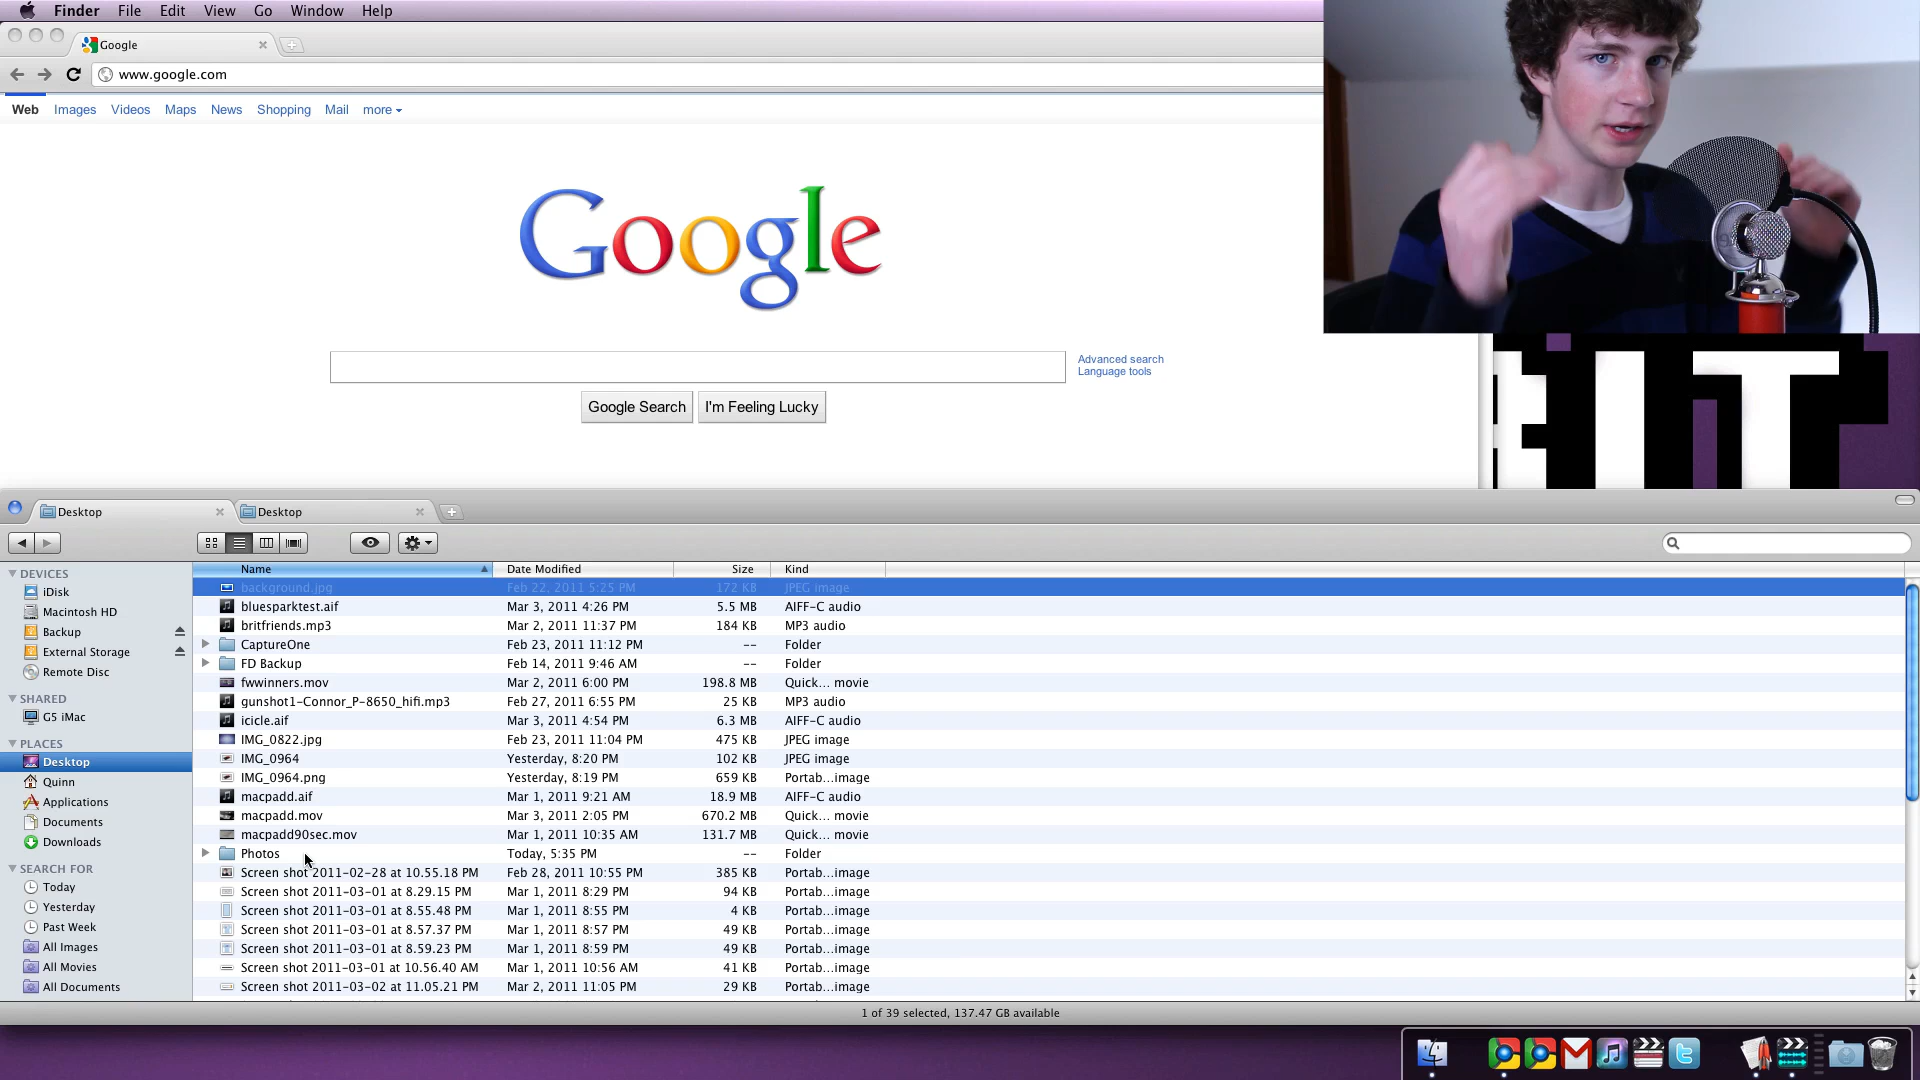 Finder File Edit View Go Window Help
Google
www.google.com
Web Images Videos Maps News Shopping Mail more
Google
Advanced search
Language tools
Google Search I'm Feeling Lucky
Desktop Desktop
Name Date Modified Size Kind
DEVICES
iDisk
Macintosh HD
Backup
External Storage
Remote Disc
SHARED
G5 iMac
PLACES
Desktop
Quinn
Applications
Documents
Downloads
SEARCH FOR
Today
Yesterday
Past Week
All Images
All Movies
All Documents
background.jpg Feb 22, 2011 5:25 PM 172 KB JPEG image
bluesparktest.aif Mar 3, 2011 4:26 PM 5.5 MB AIFF-C audio
britfriends.mp3 Mar 2, 2011 11:37 PM 184 KB MP3 audio
CaptureOne Feb 23, 2011 11:12 PM -- Folder
FD Backup Feb 14, 2011 9:46 AM -- Folder
fwwinners.mov Mar 2, 2011 6:00 PM 198.8 MB Quick... movie
gunshot1-Connor_P-8650_hifi.mp3 Feb 27, 2011 6:55 PM 25 KB MP3 audio
icicle.aif Mar 3, 2011 4:54 PM 6.3 MB AIFF-C audio
IMG_0822.jpg Feb 23, 2011 11:04 PM 475 KB JPEG image
IMG_0964 Yesterday, 8:20 PM 102 KB JPEG image
IMG_0964.png Yesterday, 8:19 PM 659 KB Portab...image
macpadd.aif Mar 1, 2011 9:21 AM 18.9 MB AIFF-C audio
macpadd.mov Mar 3, 2011 2:05 PM 670.2 MB Quick... movie
macpadd90sec.mov Mar 1, 2011 10:35 AM 131.7 MB Quick... movie
Photos Today, 5:35 PM -- Folder
Screen shot 2011-02-28 at 10.55.18 PM Feb 28, 2011 10:55 PM 385 KB Portab...image
Screen shot 2011-03-01 at 8.29.15 PM Mar 1, 2011 8:29 PM 94 KB Portab...image
Screen shot 2011-03-01 at 8.55.48 PM Mar 1, 2011 8:55 PM 4 KB Portab...image
Screen shot 2011-03-01 at 8.57.37 PM Mar 1, 2011 8:57 PM 49 KB Portab...image
Screen shot 2011-03-01 at 8.59.23 PM Mar 1, 2011 8:59 PM 49 KB Portab...image
Screen shot 2011-03-01 at 10.56.40 AM Mar 1, 2011 10:56 AM 41 KB Portab...image
Screen shot 2011-03-02 at 11.05.21 PM Mar 2, 2011 11:05 PM 29 KB Portab...image
1 of 39 selected, 137.47 GB available